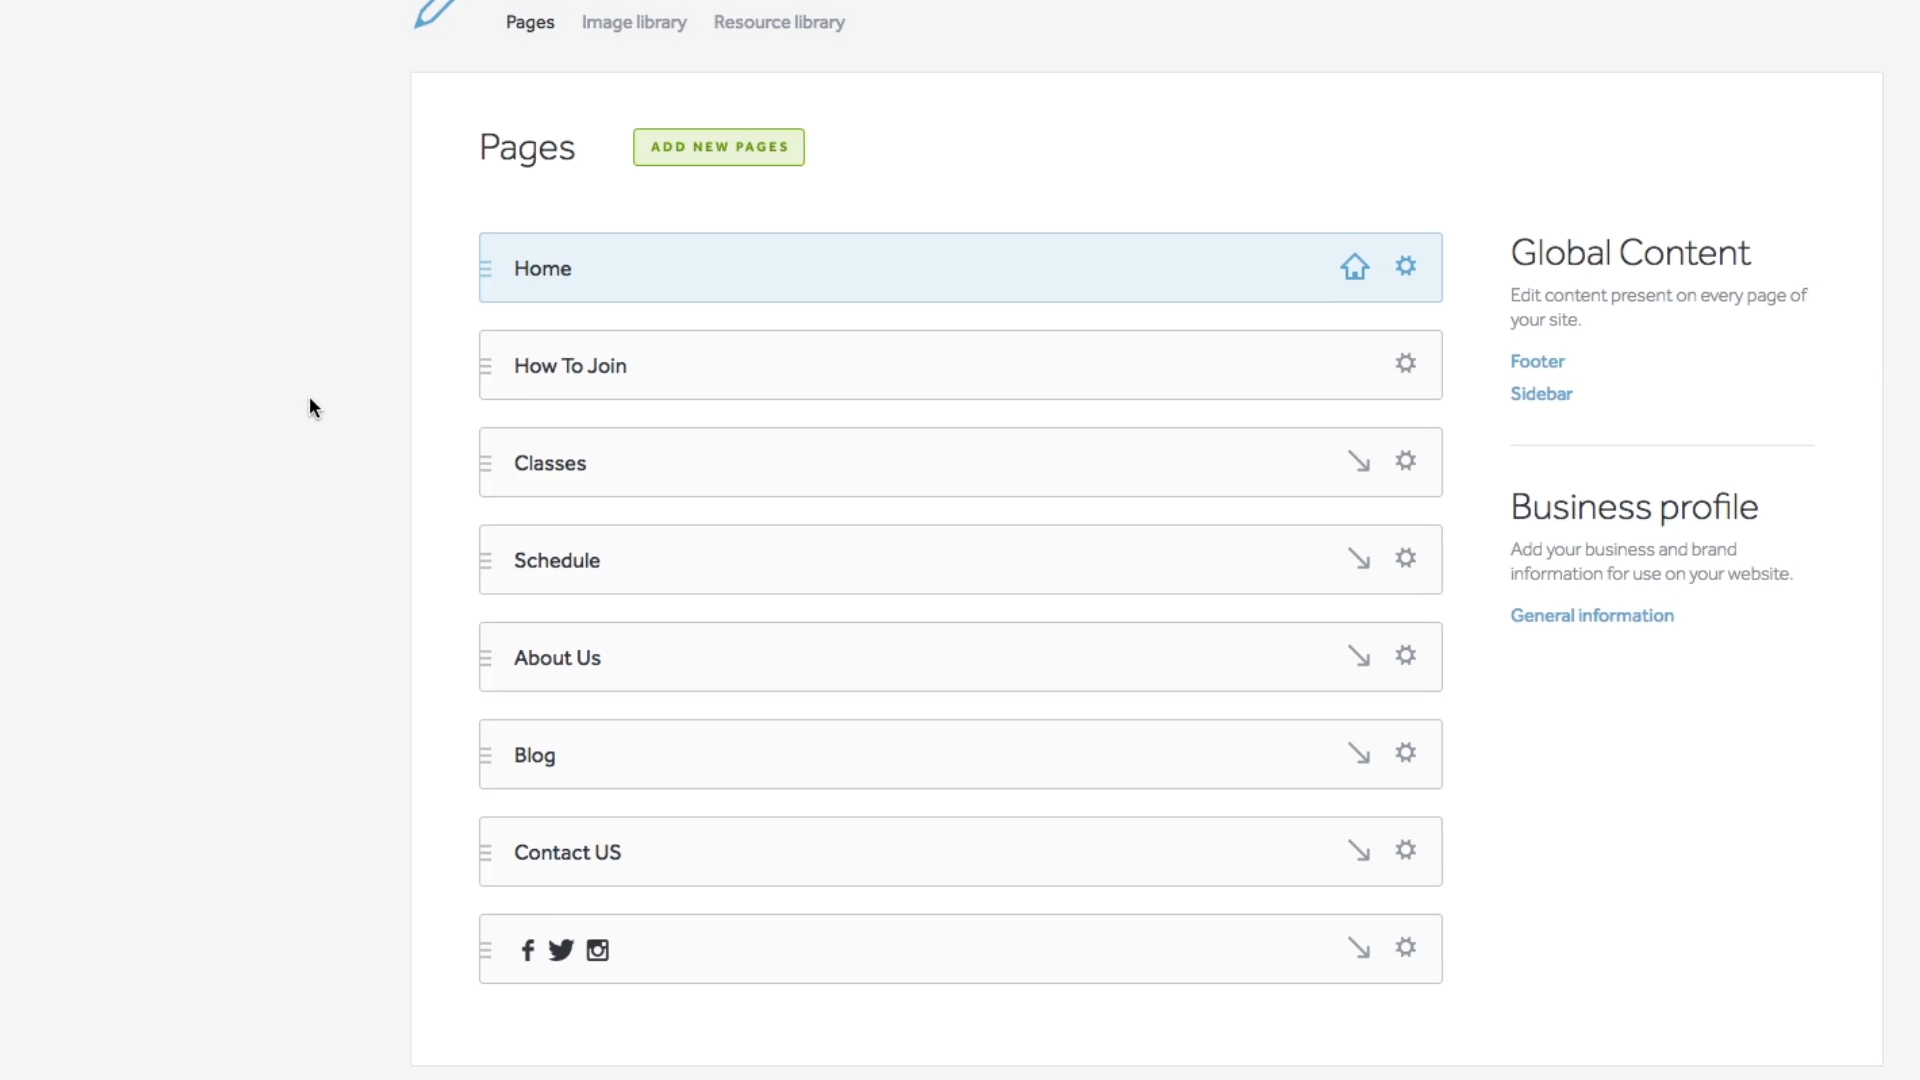 Pages Image library Resource library
Pages
ADD NEW PAGES
Home
How To Join
Classes
Schedule
About Us
Blog
Contact US
Global Content
Edit content present on every page of
your site.
Footer
Sidebar
Business profile
Add your business and brand
information for use on your website.
General information